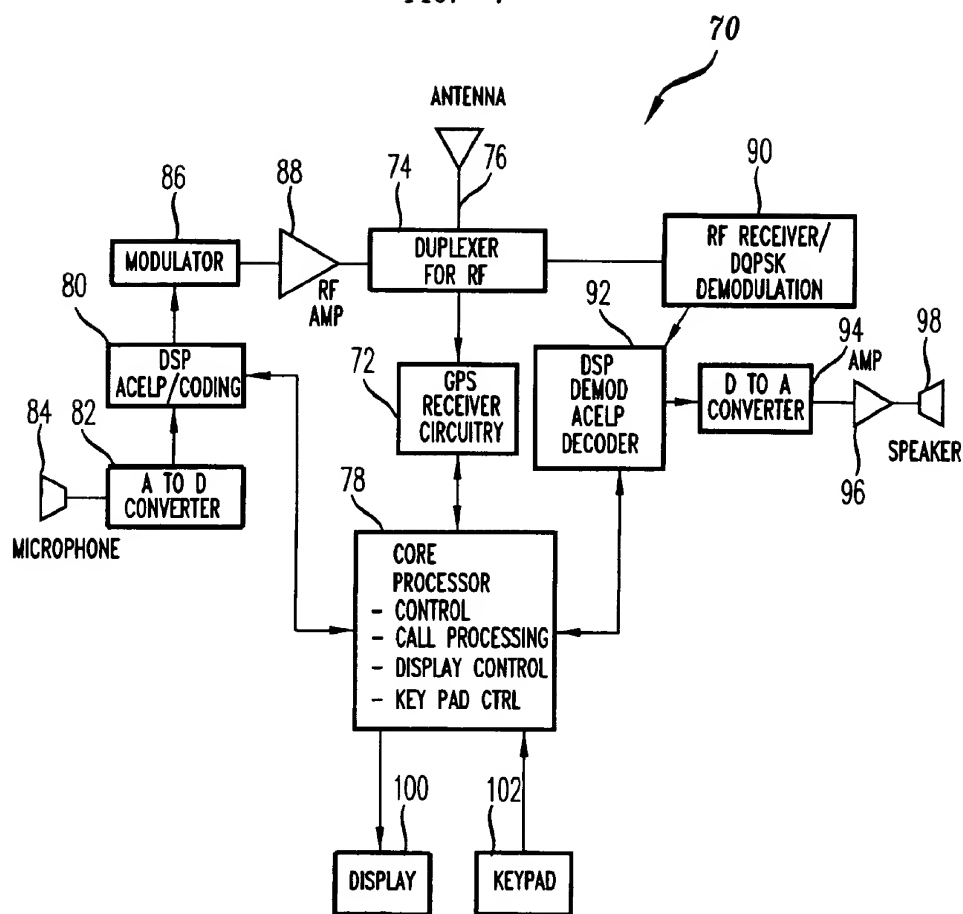 70
ANTENNA
76
74
88
86
90
MODULATOR
RF
AMP
DUPLEXER
FOR RF
RF RECEIVER/
DQPSK
DEMODULATION
80
DSP
ACELP/CODING
72
GPS
RECEIVER
CIRCUITRY
92
DSP
DEMOD
ACELP
DECODER
94
D TO A
CONVERTER
AMP
98
96
SPEAKER
84
82
A TO D
CONVERTER
MICROPHONE
78
CORE
PROCESSOR
- CONTROL
- CALL PROCESSING
- DISPLAY CONTROL
- KEY PAD CTRL
100
102
DISPLAY
KEYPAD